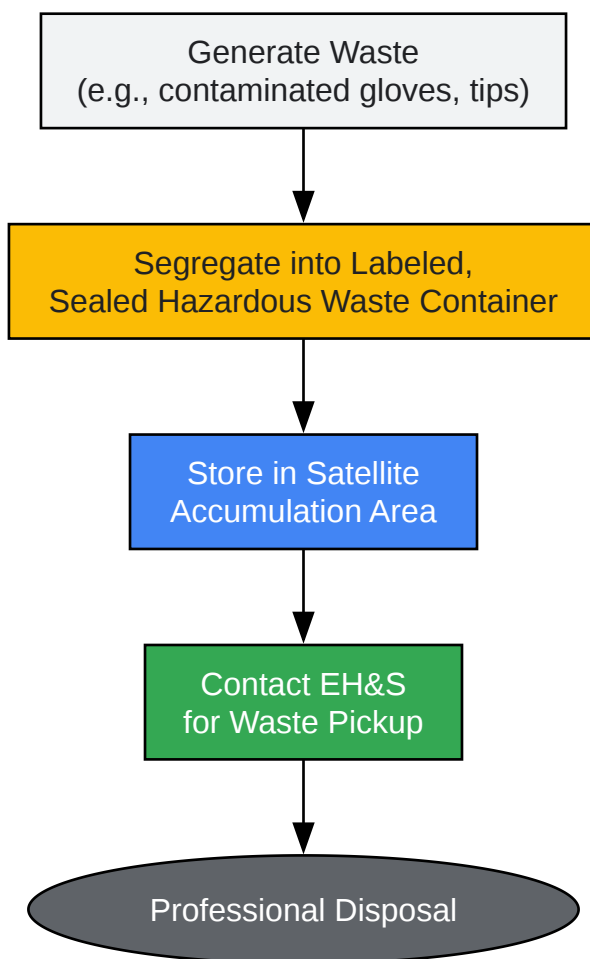 Generate Waste
(e.g., contaminated gloves, tips)
Segregate into Labeled,
Sealed Hazardous Waste Container
Store in Satellite
Accumulation Area
Contact EH&S
for Waste Pickup
Professional Disposal